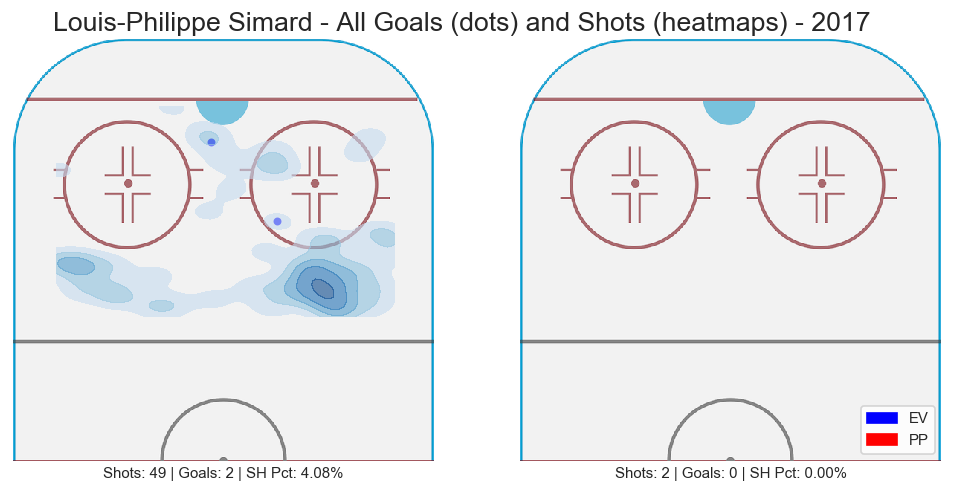 Louis-Philippe Simard - All Goals (dots) and Shots (heatmaps) - 2017
EV
PP
Shots: 49 | Goals: 2 | SH Pct: 4.08%
Shots: 2 | Goals: 0 | SH Pct: 0.00%